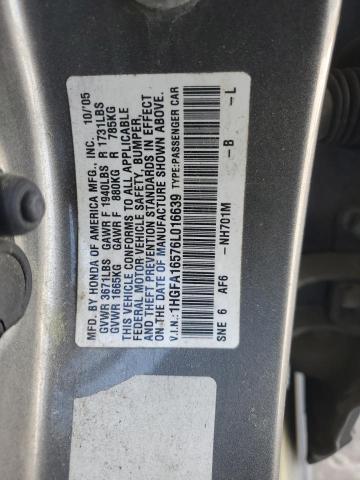 MFD. BY HONDA OF AMERICA MFG., INC. 10/'05
GVWR 3671LBS GAWR F 1940LBS R 1731LBS
GVWR 1665KG GAWR F 880KG R 785KG
THIS VEHICLE CONFORMS TO ALL APPLICABLE
FEDERAL MOTOR VEHICLE SAFETY, BUMPER,
AND THEFT PREVENTION STANDARDS IN EFFECT
ON THE DATE OF MANUFACTURE SHOWN ABOVE.
V.I.N.: 1HGFA16576L016639 TYPE:PASSENGER CAR
SNE 6 AF6 -NH701M -B -L